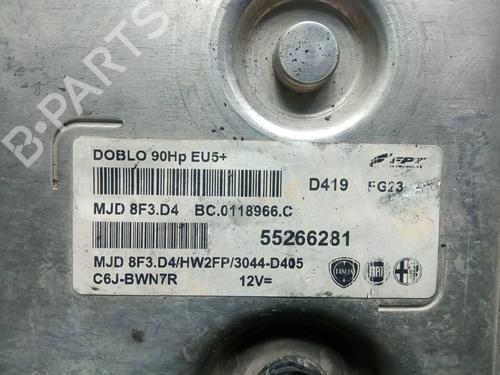 B-PARTS
DOBLO 90Hp EU5+
FPT
D419 FG23
MJD 8F3.D4 BC.0118966.C
55266281
MJD 8F3.D4/HW2FP/3044-D405
C6J-BWN7R 12V=